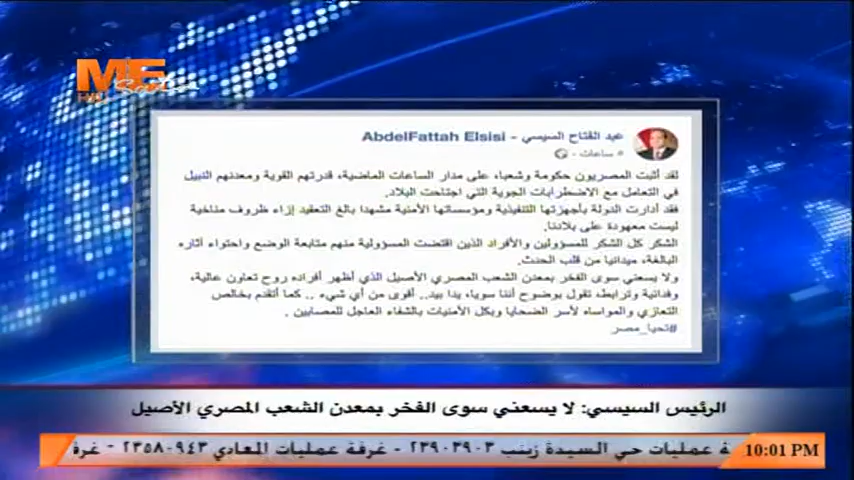 MESat
عبد الفتاح السيسي - AbdelFattah Elsisi
ساعات
لقد أثبت المصريون حكومة وشعبا، على مدار الساعات الماضية، قدرتهم القوية ومعدنهم النبيل
في التعامل مع الاضطرابات الجوية التي اجتاحت البلاد.
فقد أدارت الدولة بأجهزتها التنفيذية ومؤسساتها الأمنية مشهدا بالغ التعقيد إزاء ظروف مناخية
ليست معهودة على بلادنا.
الشكر كل الشكر للمسؤولين والأفراد الذين اقتضت المسؤولية منهم متابعة الوضع واحتواء آثاره
البالغة، ميدانيا من قلب الحدث.
ولا يسعني سوى الفخر بمعدن الشعب المصري الأصيل الذي أظهر أفراده روح تعاون عالية،
وفدائية وترابط، تقول بوضوح أننا سويا، يدا بيد.. أقوى من أي شيء .. كما أتقدم بخالص
التعازي والمواساه لأسر الضحايا وبكل الأمنيات بالشفاء العاجل للمصابين .
#تحيا_مصر
الرئيس السيسي: لا يسعني سوى الفخر بمعدن الشعب المصري الأصيل
ة عمليات حي السيدة زينب ٢٣٩٠٣٩٠٣ - غرفة عمليات المعادي ٢٣٥٨٠٩٤٣ - غرف
10:01 PM